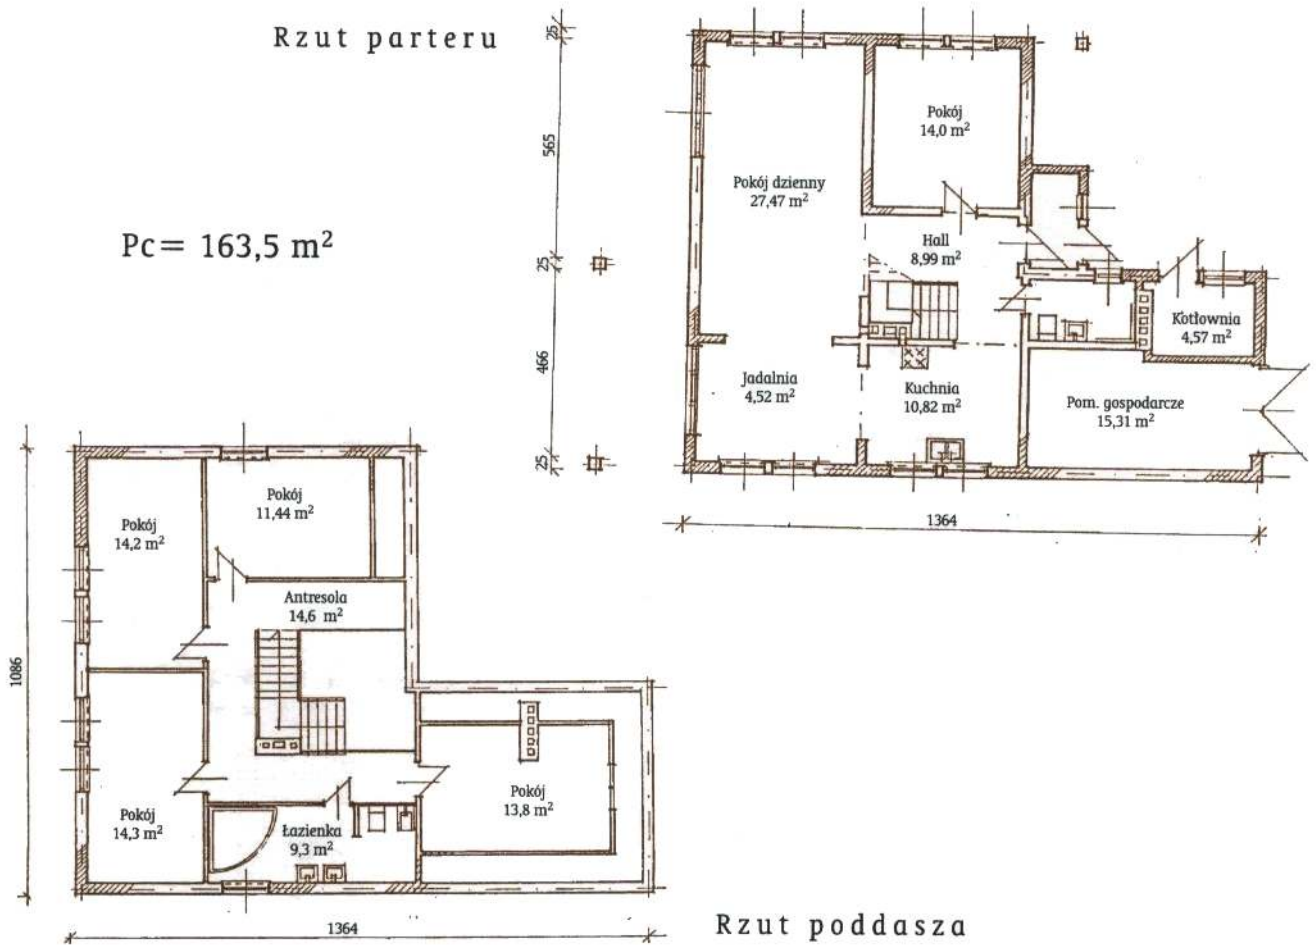 Rzut parteru
Pc= 163,5 m²
25
565
25
466
25
Pokój
14,0 m²
Pokój dzienny
27,47 m²
Hall
8,99 m²
Kotłownia
4,57 m²
Jadalnia
4,52 m²
Kuchnia
10,82 m²
Pom. gospodarcze
15,31 m²
1364
1086
Pokój
14,2 m²
Pokój
11,44 m²
Antresola
14,6 m²
Pokój
14,3 m²
Łazienka
9,3 m²
Pokój
13,8 m²
1364
Rzut poddasza